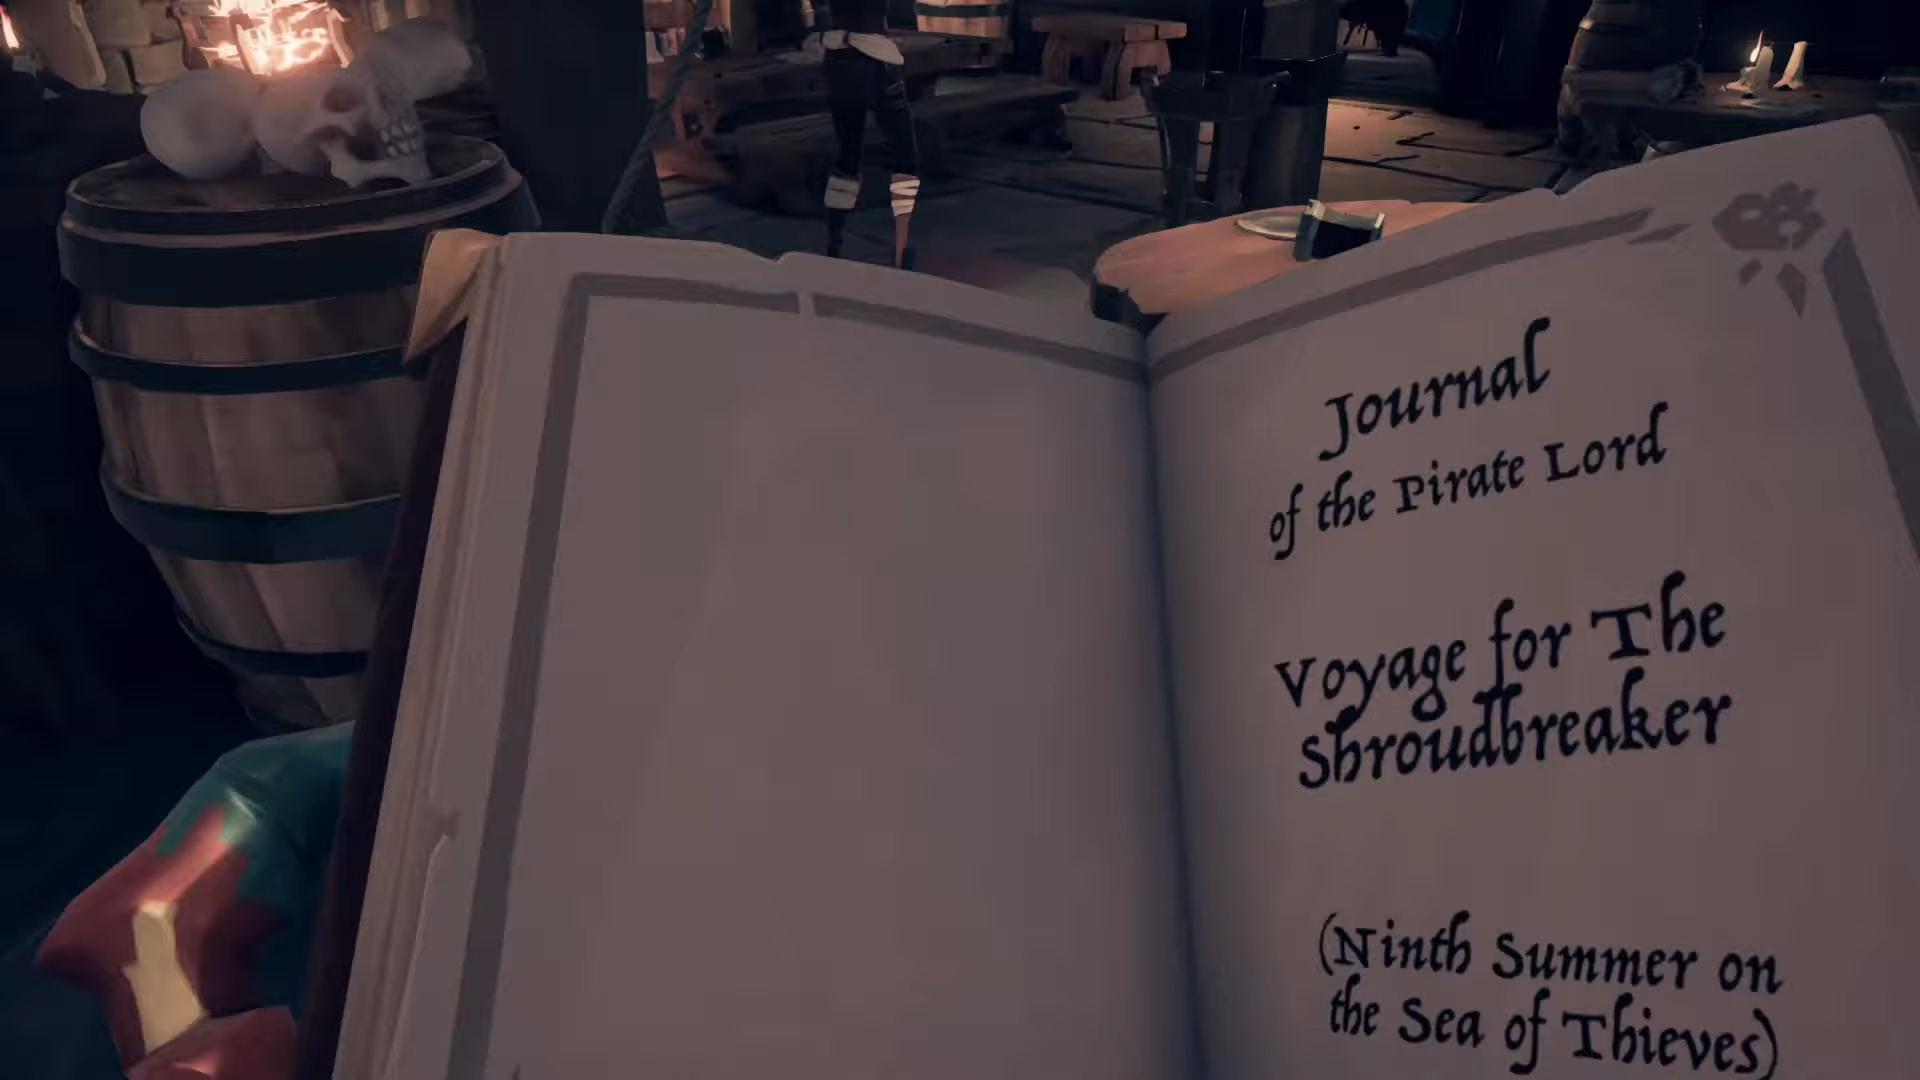 Journal
of the Pirate Lord
Voyage for The
Shroudbreaker
(Ninth Summer on
the Sea of Thieves)